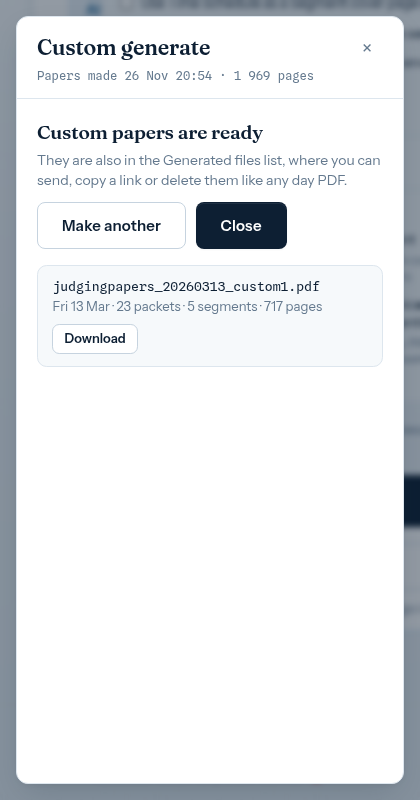 Custom generate
×
Papers made 26 Nov 20:54 · 1 969 pages
Custom papers are ready
They are also in the Generated files list, where you can
send, copy a link or delete them like any day PDF.
Make another
Close
judgingpapers_20260313_custom1.pdf
Fri 13 Mar · 23 packets · 5 segments · 717 pages
Download